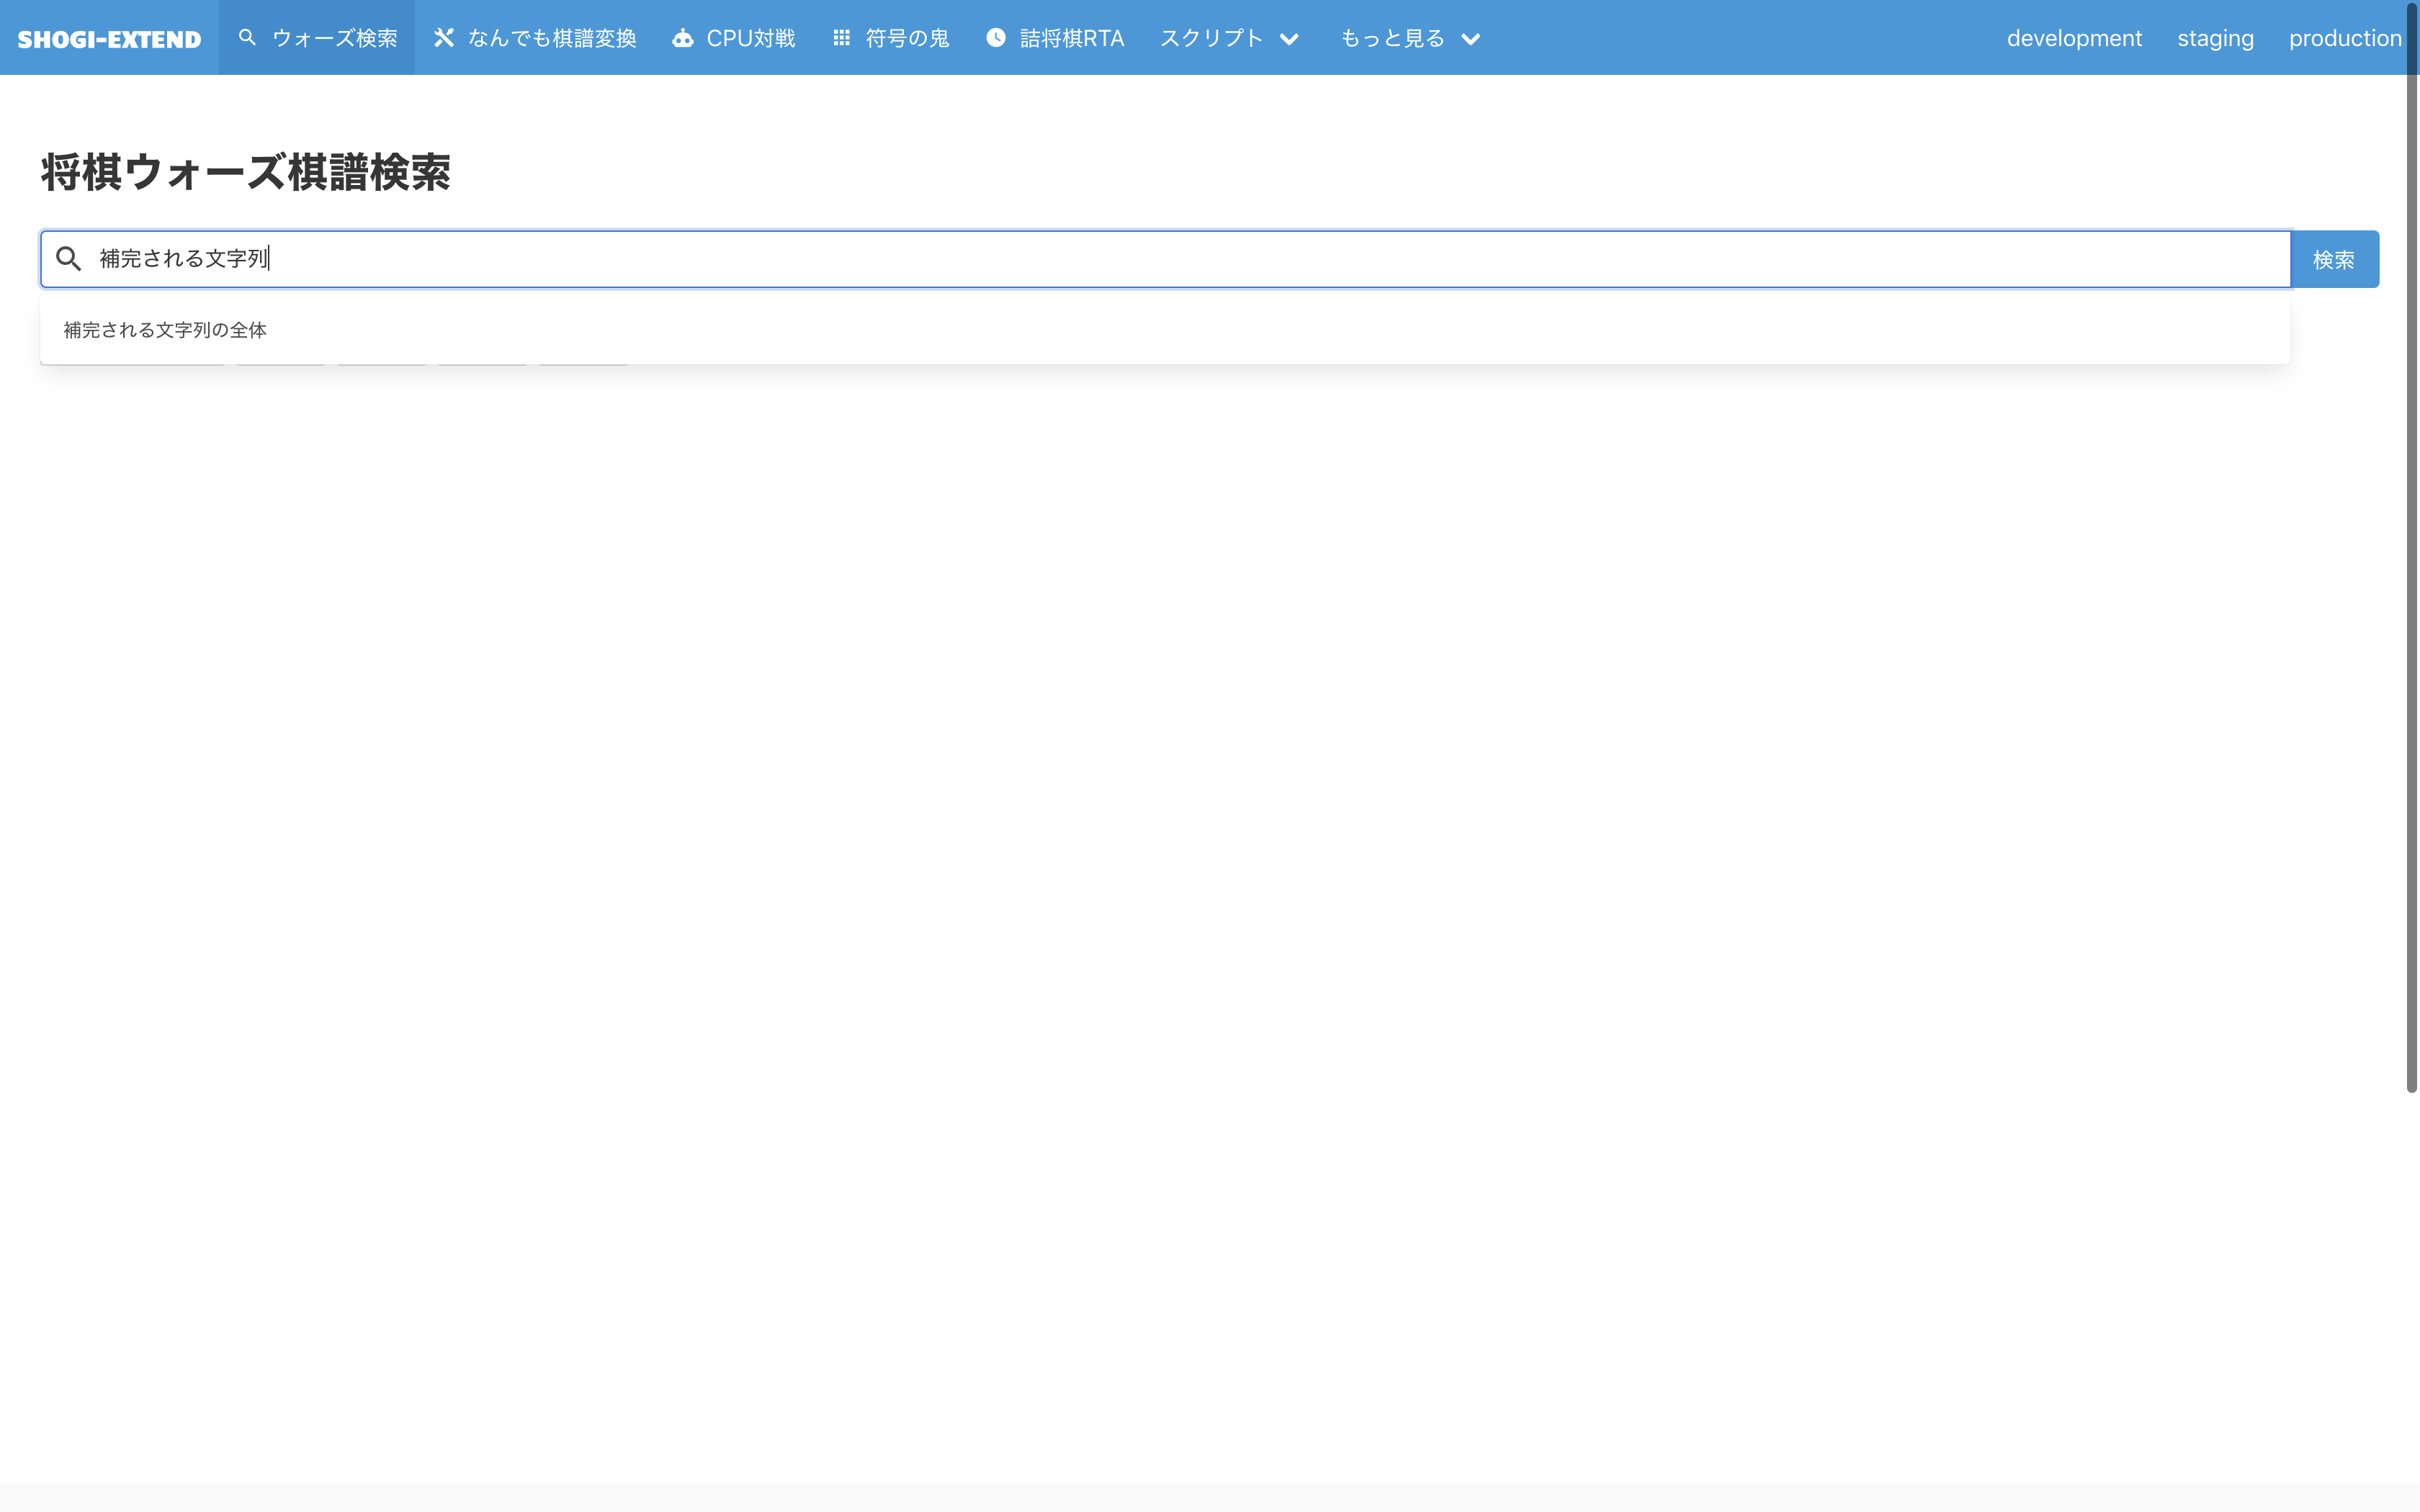 SHOGI-EXTEND ウォーズ検索 なんでも棋譜変換 CPU対戦 符号の鬼 詰将棋RTA スクリプト もっと見る development staging production
将棋ウォーズ棋譜検索
補完される文字列 検索
補完される文字列の全体